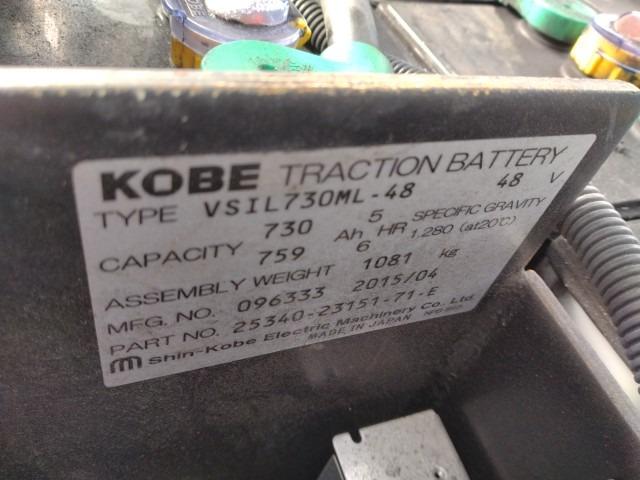 KOBE TRACTION BATTERY
TYPE VSIL730ML-48 48 V
CAPACITY 730 Ah 5 HR SPECIFIC GRAVITY
759 6 1.280 (at20℃)
ASSEMBLY WEIGHT 1081 kg
MFG. NO. 096333 2015/04
PART NO. 25340-23151-71-E
Shin-Kobe Electric Machinery Co. Ltd.
MADE IN JAPAN